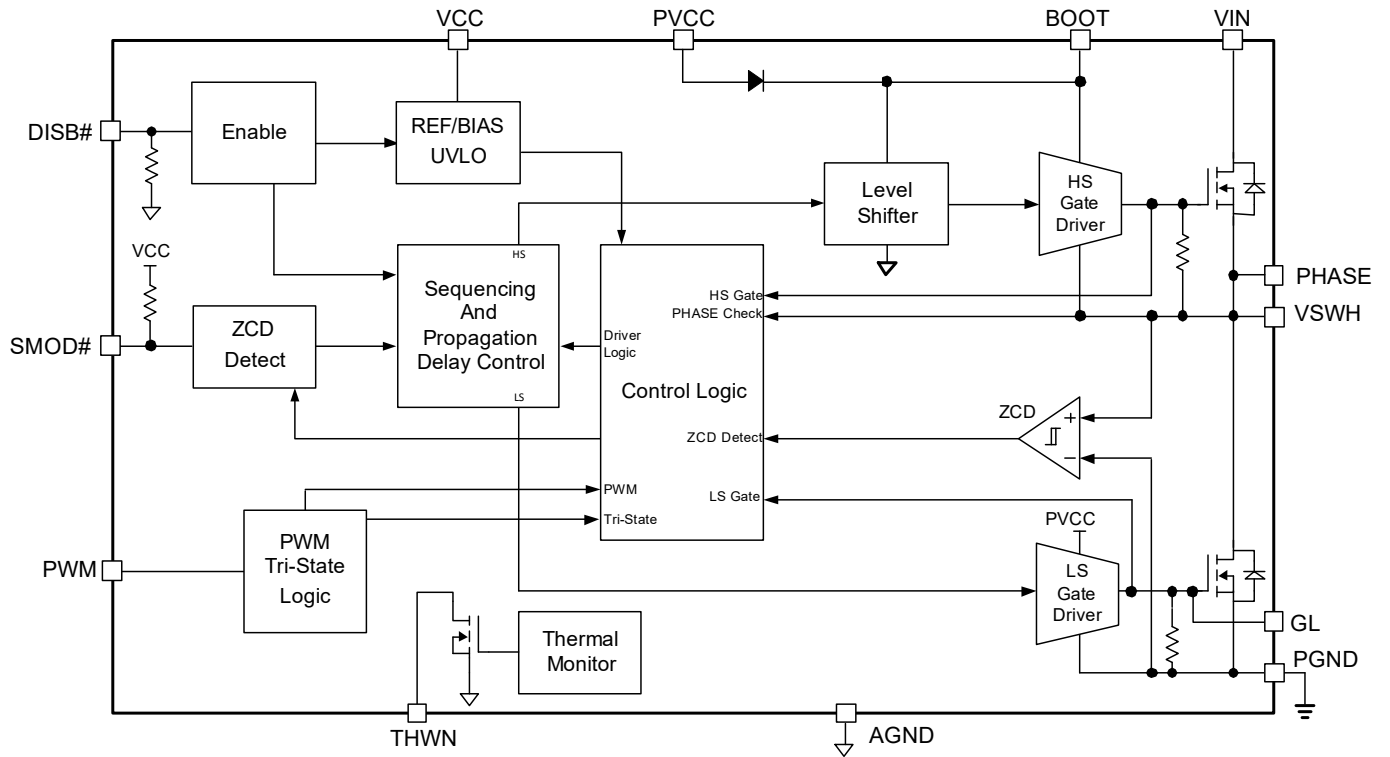 VCC
PVCC
BOOT
VIN
DISB#
Enable
REF/BIAS
UVLO
Level
Shifter
HS
Gate
Driver
VCC
HS
Sequencing
And
Propagation
Delay Control
LS
HS Gate
PHASE Check
PHASE
VSWH
SMOD#
ZCD
Detect
Driver
Logic
Control Logic
ZCD Detect
ZCD
+
−
PWM
LS Gate
Tri-State
PWM
PWM
Tri-State
Logic
PVCC
LS
Gate
Driver
GL
PGND
Thermal
Monitor
THWN
AGND